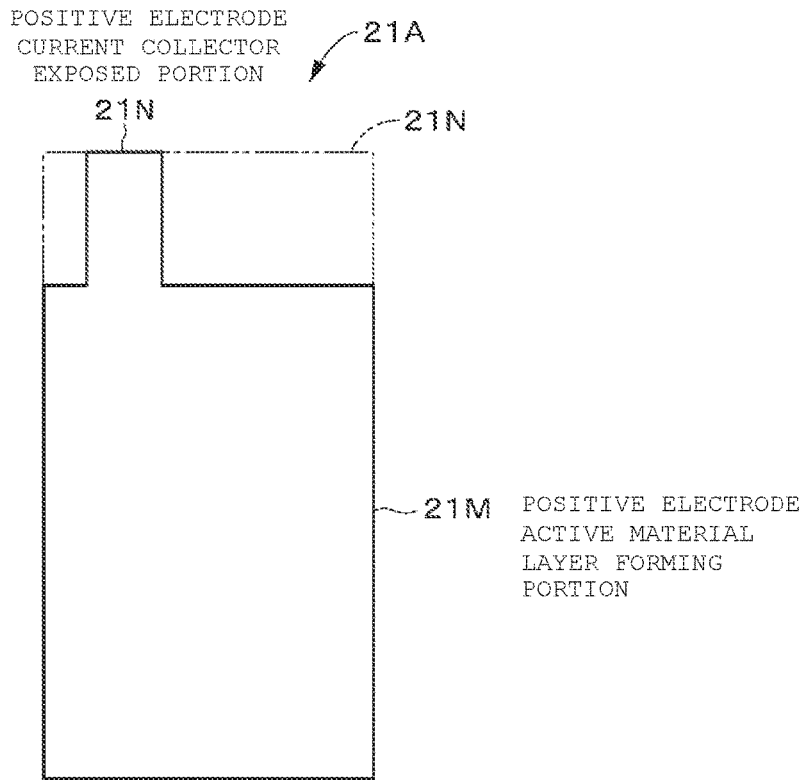 POSITIVE ELECTRODE
CURRENT COLLECTOR
EXPOSED PORTION
21A
21N
21N
21M
POSITIVE ELECTRODE
ACTIVE MATERIAL
LAYER FORMING
PORTION